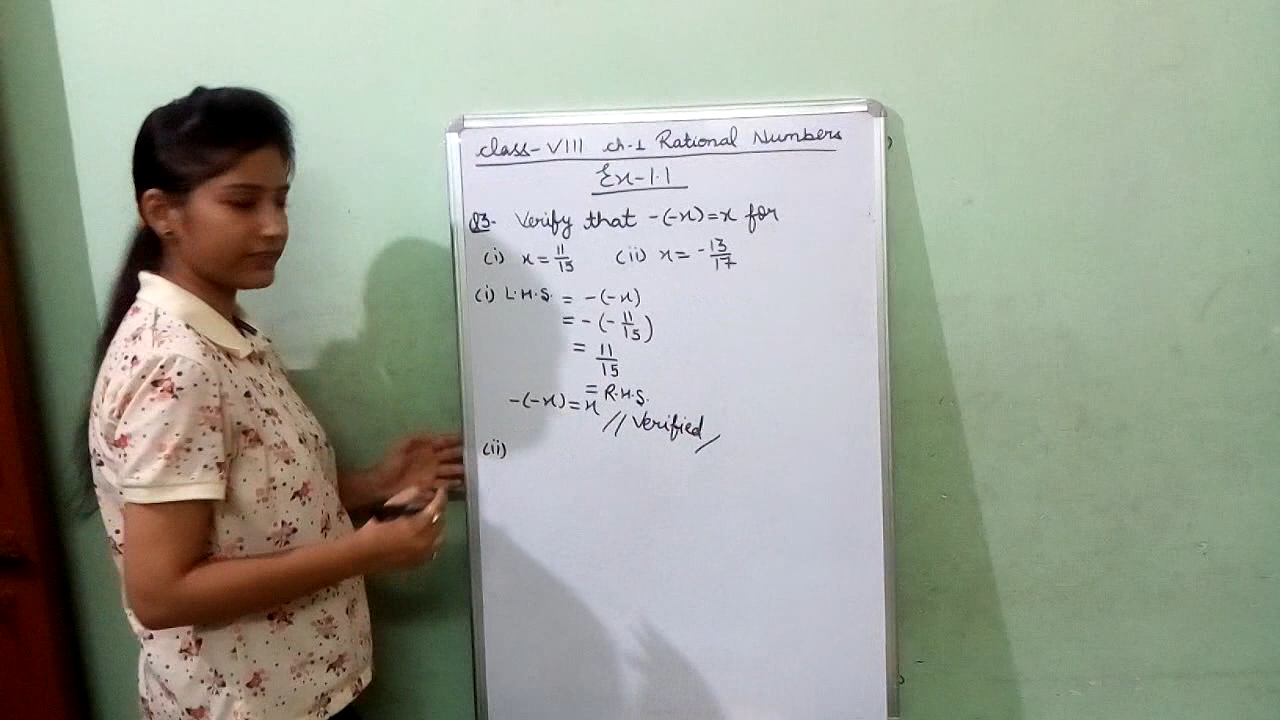 Class-VIII ch-1 Rational Numbers
Ex-1.1
Q3- Verify that -(-x)=x for
(i) x = 11/15 (ii) x = -13/17
(i) L.H.S. = -(-x)
= -(-11/15)
= 11/15
= R.H.S.
-(-x)=x // Verified/
(ii)